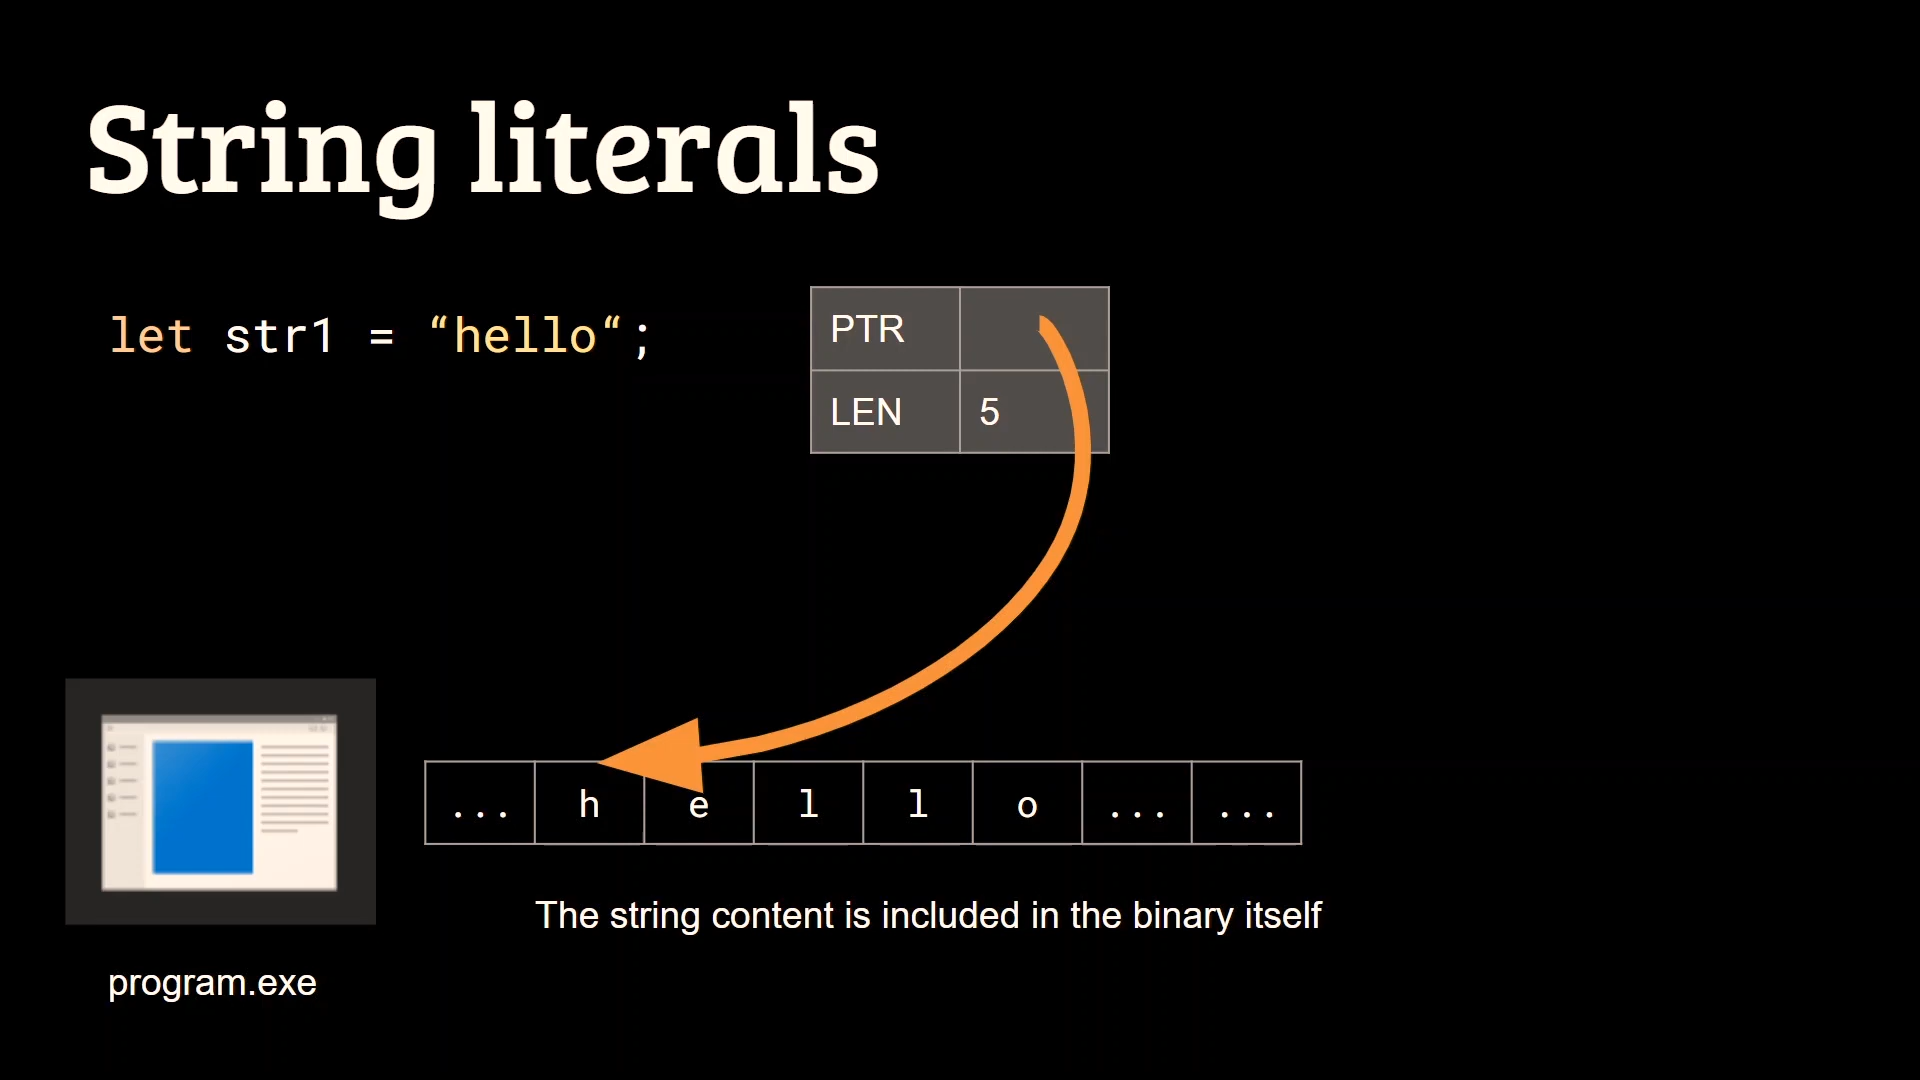 String literals
let str1 = “hello“;
PTR
LEN 5
... h e l l o ... ...
The string content is included in the binary itself
program.exe